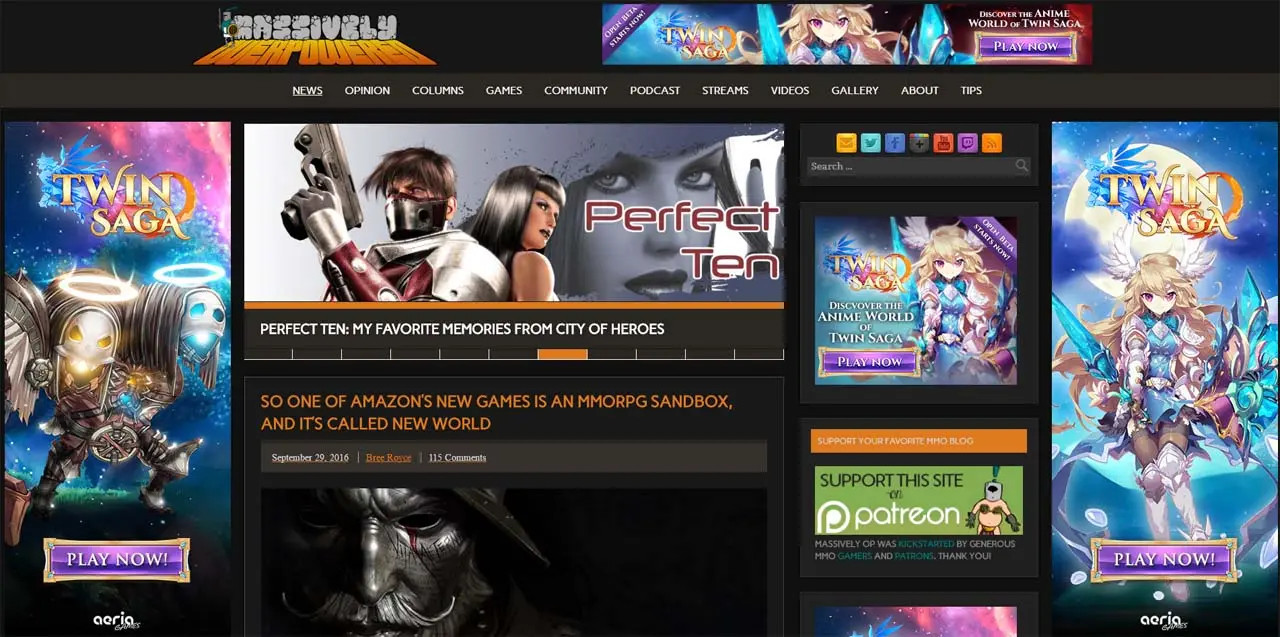 MASSIVELY
OVERPOWERED
OPEN BETA
STARTS NOW!
TWIN
SAGA
DISCOVER THE ANIME
WORLD OF TWIN SAGA
PLAY NOW
NEWS OPINION COLUMNS GAMES COMMUNITY PODCAST STREAMS VIDEOS GALLERY ABOUT TIPS
TWIN
SAGA
PLAY NOW!
aeria
GAMES
Perfect
Ten
PERFECT TEN: MY FAVORITE MEMORIES FROM CITY OF HEROES
SO ONE OF AMAZON'S NEW GAMES IS AN MMORPG SANDBOX,
AND IT'S CALLED NEW WORLD
September 29, 2016 | Bree Royce | 115 Comments
You
Tube
Search ...
OPEN BETA
STARTS NOW!
TWIN
SAGA
DISCVOVER THE
ANIME WORLD
OF
TWIN SAGA
PLAY NOW
SUPPORT YOUR FAVORITE MMO BLOG
SUPPORT THIS SITE
on
patreon
MASSIVELY OP WAS KICKSTARTED BY GENEROUS
MMO GAMERS AND PATRONS. THANK YOU!
TWIN
SAGA
PLAY NOW!
aeria
GAMES